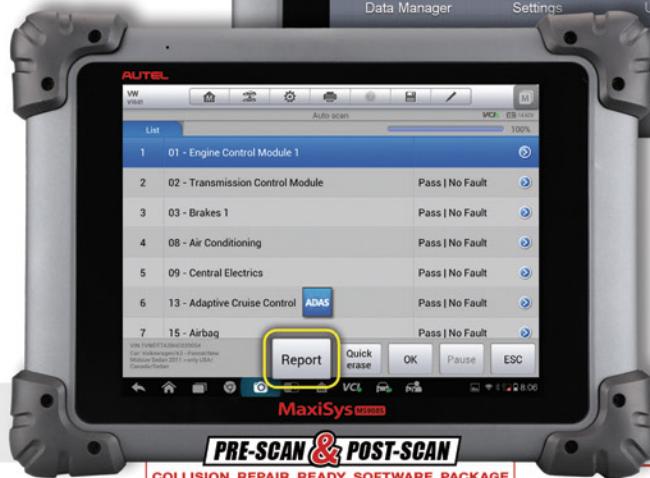 Data Manager Settings
AUTEL
VW
Auto scan
List 100%
1 01 - Engine Control Module 1
2 02 - Transmission Control Module Pass | No Fault
3 03 - Brakes 1 Pass | No Fault
4 08 - Air Conditioning Pass | No Fault
5 09 - Central Electrics Pass | No Fault
6 13 - Adaptive Cruise Control ADAS Pass | No Fault
7 15 - Airbag Pass | No Fault
Report Quick erase OK Pause ESC
VCI 8:06
MaxiSys MS908S
PRE-SCAN & POST-SCAN
COLLISION REPAIR READY SOFTWARE PACKAGE